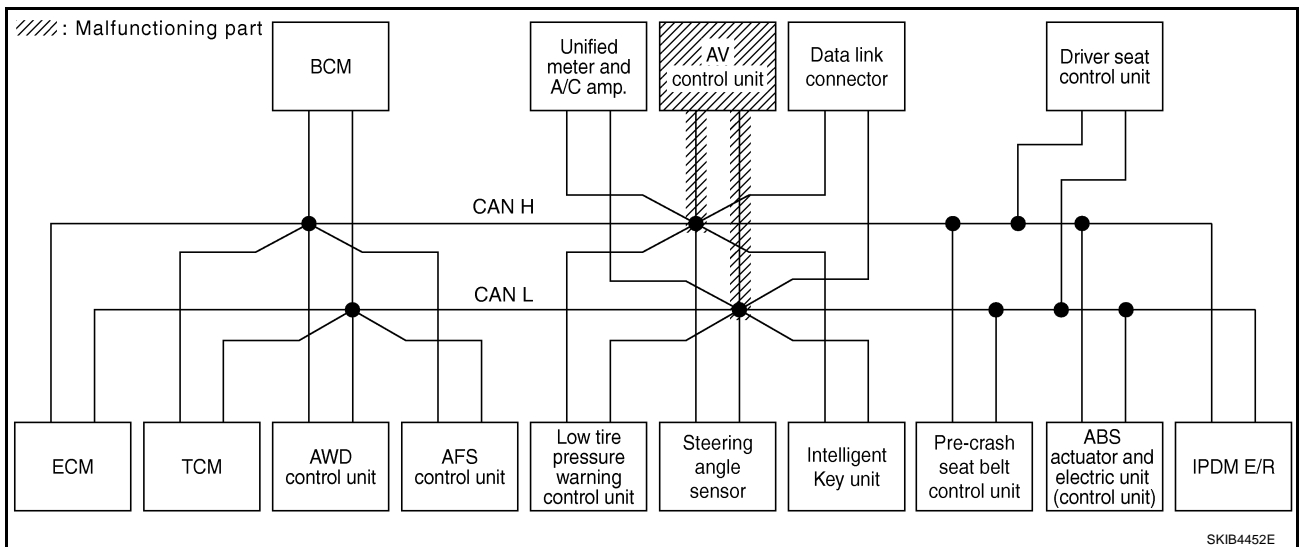 : Malfunctioning part
BCM
Unified
meter and
A/C amp.
AV
control unit
Data link
connector
Driver seat
control unit
CAN H
CAN L
ECM
TCM
AWD
control unit
AFS
control unit
Low tire
pressure
warning
control unit
Steering
angle
sensor
Intelligent
Key unit
Pre-crash
seat belt
control unit
ABS
actuator and
electric unit
(control unit)
IPDM E/R
SKIB4452E